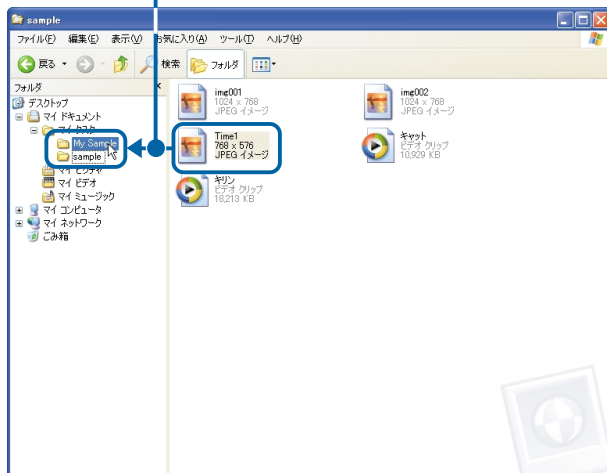 sample
ファイル(F) 編集(E) 表示(V) お気に入り(A) ツール(T) ヘルプ(H)
戻る 検索 フォルダ
フォルダ ×
デスクトップ
マイ ドキュメント
My Sample
sample
マイ ピクチャ
マイ ビデオ
マイ ミュージック
マイ コンピュータ
マイ ネットワーク
ごみ箱
img001
1024 x 768
JPEG イメージ
img002
1024 x 768
JPEG イメージ
Time1
768 x 576
JPEG イメージ
キャット
ビデオ クリップ
10,929 KB
キリン
ビデオ クリップ
18,213 KB